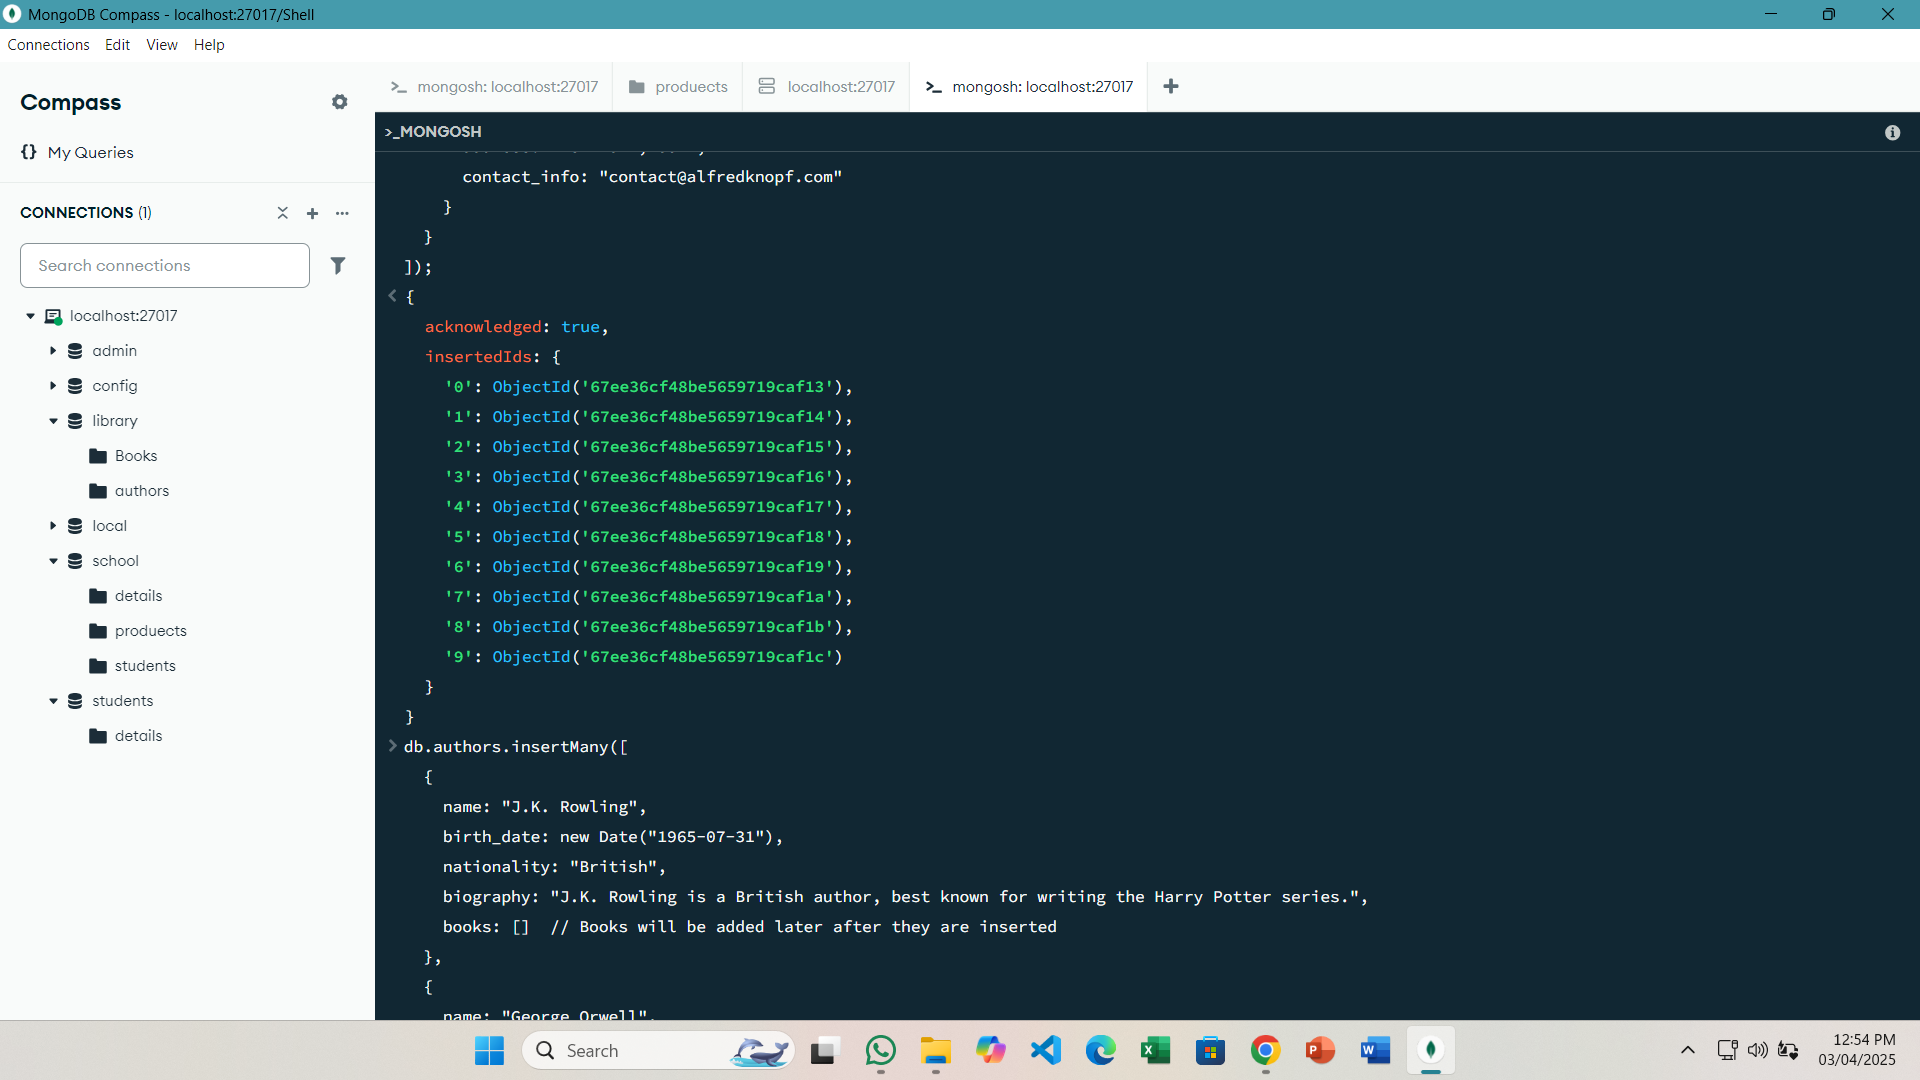 MongoDB Compass - localhost:27017/Shell
Connections Edit View Help
Compass
{} My Queries
CONNECTIONS (1)
Search connections
localhost:27017
admin
config
library
Books
authors
local
school
details
produects
students
students
details
mongosh: localhost:27017
produects
localhost:27017
mongosh: localhost:27017
>_MONGOSH
contact_info: "contact@alfredknopf.com"
}
}
]);
{
acknowledged: true,
insertedIds: {
'0': ObjectId('67ee36cf48be5659719caf13'),
'1': ObjectId('67ee36cf48be5659719caf14'),
'2': ObjectId('67ee36cf48be5659719caf15'),
'3': ObjectId('67ee36cf48be5659719caf16'),
'4': ObjectId('67ee36cf48be5659719caf17'),
'5': ObjectId('67ee36cf48be5659719caf18'),
'6': ObjectId('67ee36cf48be5659719caf19'),
'7': ObjectId('67ee36cf48be5659719caf1a'),
'8': ObjectId('67ee36cf48be5659719caf1b'),
'9': ObjectId('67ee36cf48be5659719caf1c')
}
}
db.authors.insertMany([
{
name: "J.K. Rowling",
birth_date: new Date("1965-07-31"),
nationality: "British",
biography: "J.K. Rowling is a British author, best known for writing the Harry Potter series.",
books: []  // Books will be added later after they are inserted
},
{
name: "George Orwell",
Search
12:54 PM
03/04/2025